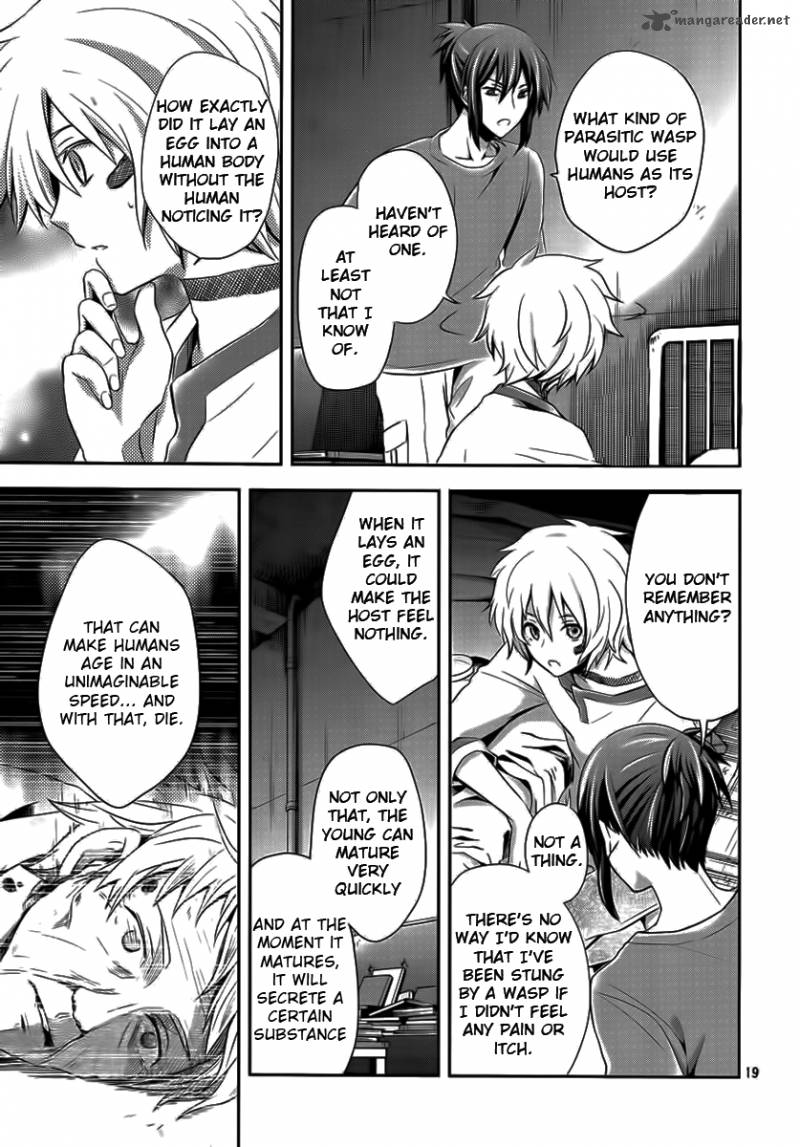 mangareader.net
WHAT KIND OF
PARASITIC WASP
WOULD USE
HUMANS AS ITS
HOST?
HAVEN'T
HEARD OF
ONE.
AT
LEAST
NOT
THAT I
KNOW
OF.
HOW EXACTLY
DID IT LAY AN
EGG INTO A
HUMAN BODY
WITHOUT THE
HUMAN
NOTICING IT?
YOU DON'T
REMEMBER
ANYTHING?
NOT A
THING.
THERE'S NO
WAY I'D KNOW
THAT I'VE
BEEN STUNG
BY A WASP IF
I DIDN'T FEEL
ANY PAIN OR
ITCH.
WHEN IT
LAYS AN
EGG, IT
COULD
MAKE THE
HOST FEEL
NOTHING.
NOT ONLY
THAT, THE
YOUNG CAN
MATURE
VERY
QUICKLY
AND AT THE
MOMENT IT
MATURES,
IT WILL
SECRETE A
CERTAIN
SUBSTANCE
THAT CAN
MAKE HUMANS
AGE IN AN
UNIMAGINABLE
SPEED... AND
WITH THAT, DIE.
19